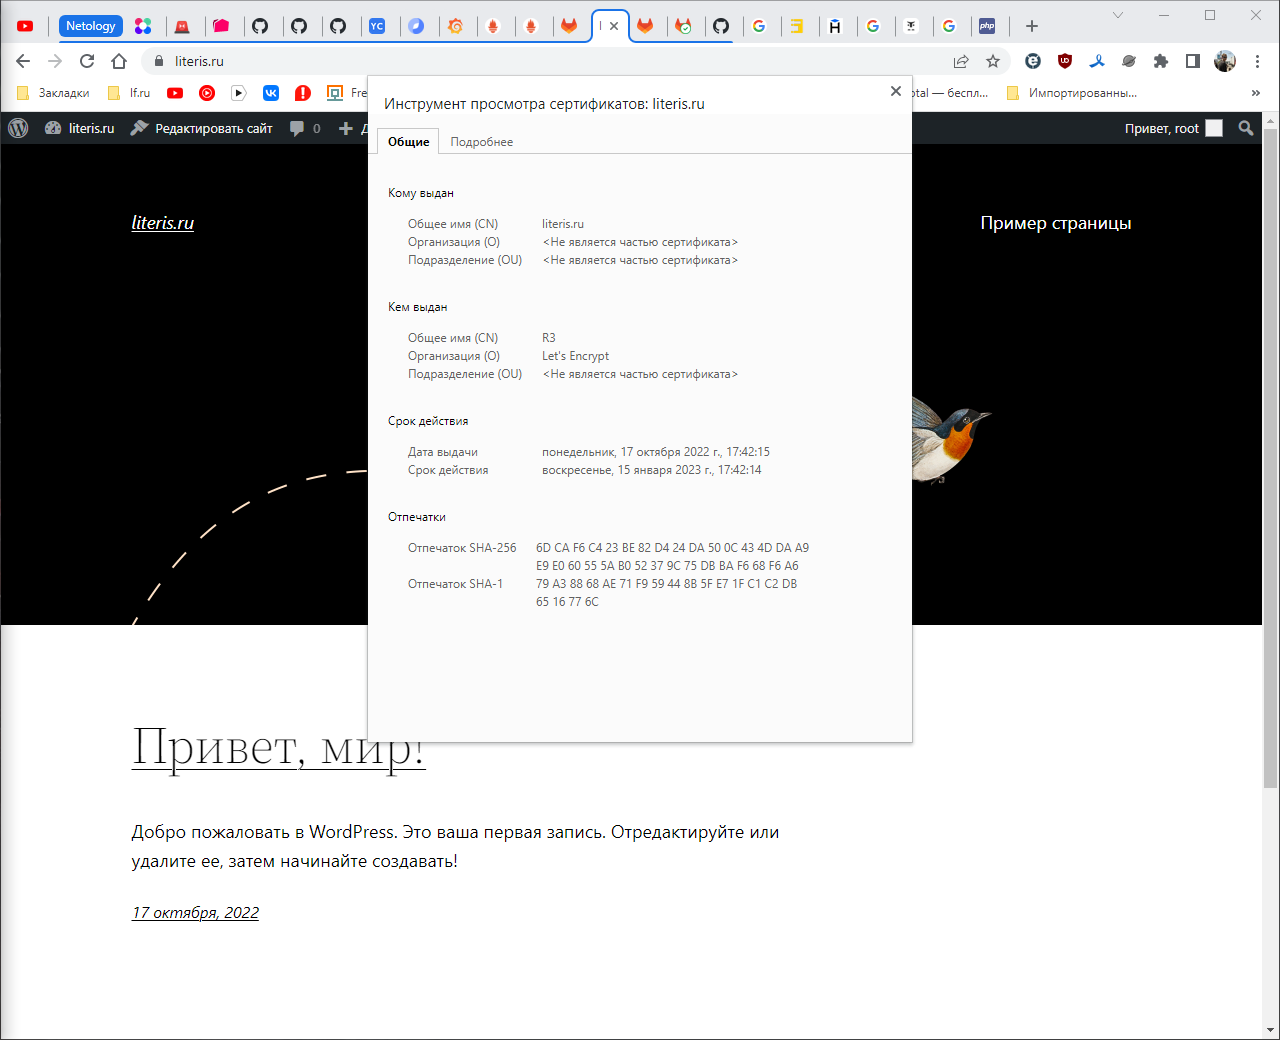 Netology
YC
php
literis.ru
Закладки
lf.ru
Fre
otal — беспл...
Импортированны...
»
literis.ru
Редактировать сайт
0
Привет, root
literis.ru
Пример страницы
Инструмент просмотра сертификатов: literis.ru
Общие
Подробнее
Кому выдан
Общее имя (CN) literis.ru
Организация (O) <Не является частью сертификата>
Подразделение (OU) <Не является частью сертификата>
Кем выдан
Общее имя (CN) R3
Организация (O) Let's Encrypt
Подразделение (OU) <Не является частью сертификата>
Срок действия
Дата выдачи понедельник, 17 октября 2022 г., 17:42:15
Срок действия воскресенье, 15 января 2023 г., 17:42:14
Отпечатки
Отпечаток SHA-256 6D CA F6 C4 23 BE 82 D4 24 DA 50 0C 43 4D DA A9
E9 E0 60 55 5A B0 52 37 9C 75 DB BA F6 68 F6 A6
Отпечаток SHA-1 79 A3 88 68 AE 71 F9 59 44 8B 5F E7 1F C1 C2 DB
65 16 77 6C
Привет, мир!
Добро пожаловать в WordPress. Это ваша первая запись. Отредактируйте или
удалите ее, затем начинайте создавать!
17 октября, 2022